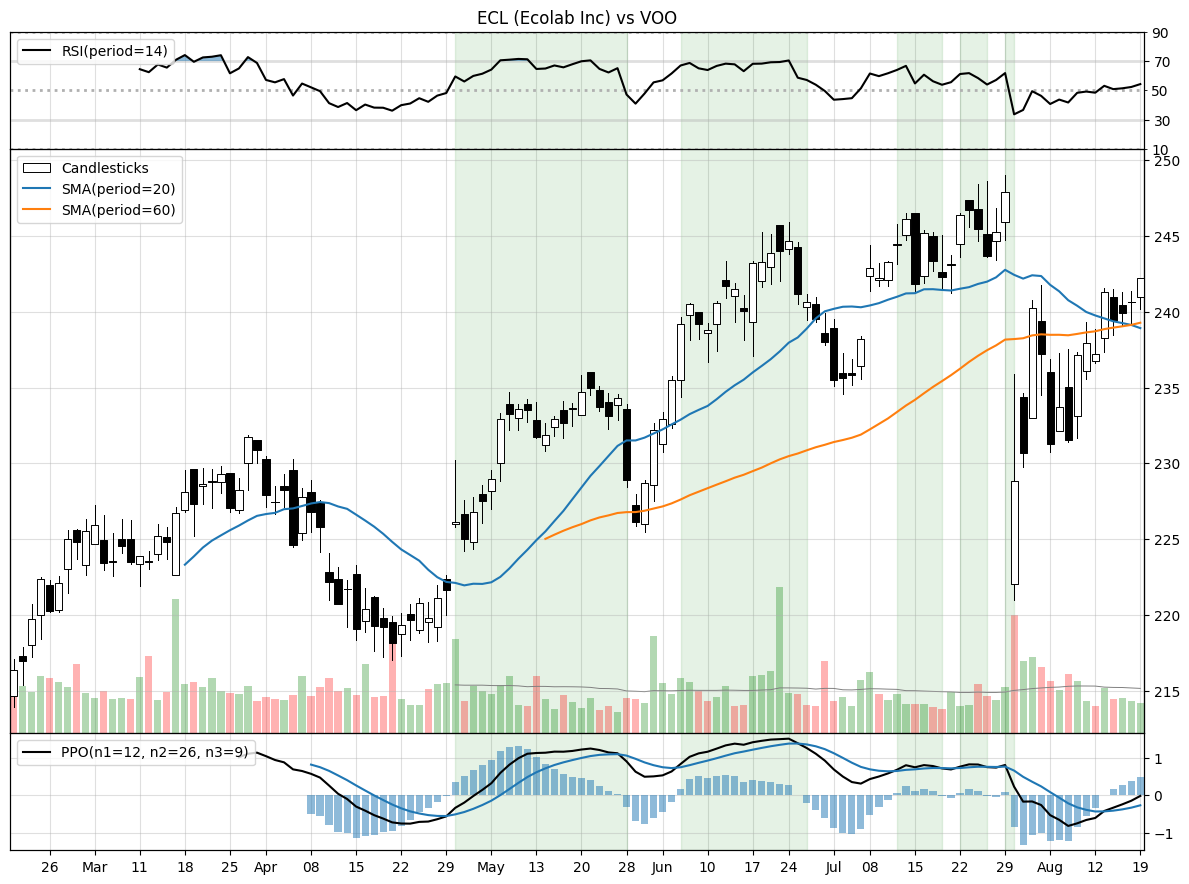 ECL (Ecolab Inc) vs VOO
RSI(period=14)
90
70
50
30
10
Candlesticks
SMA(period=20)
SMA(period=60)
250
245
240
235
230
225
220
215
PPO(n1=12, n2=26, n3=9)
1
0
−1
26 Mar 11 18 25 Apr 08 15 22 29 May 13 20 28 Jun 10 17 24 Jul 08 15 22 29 Aug 12 19